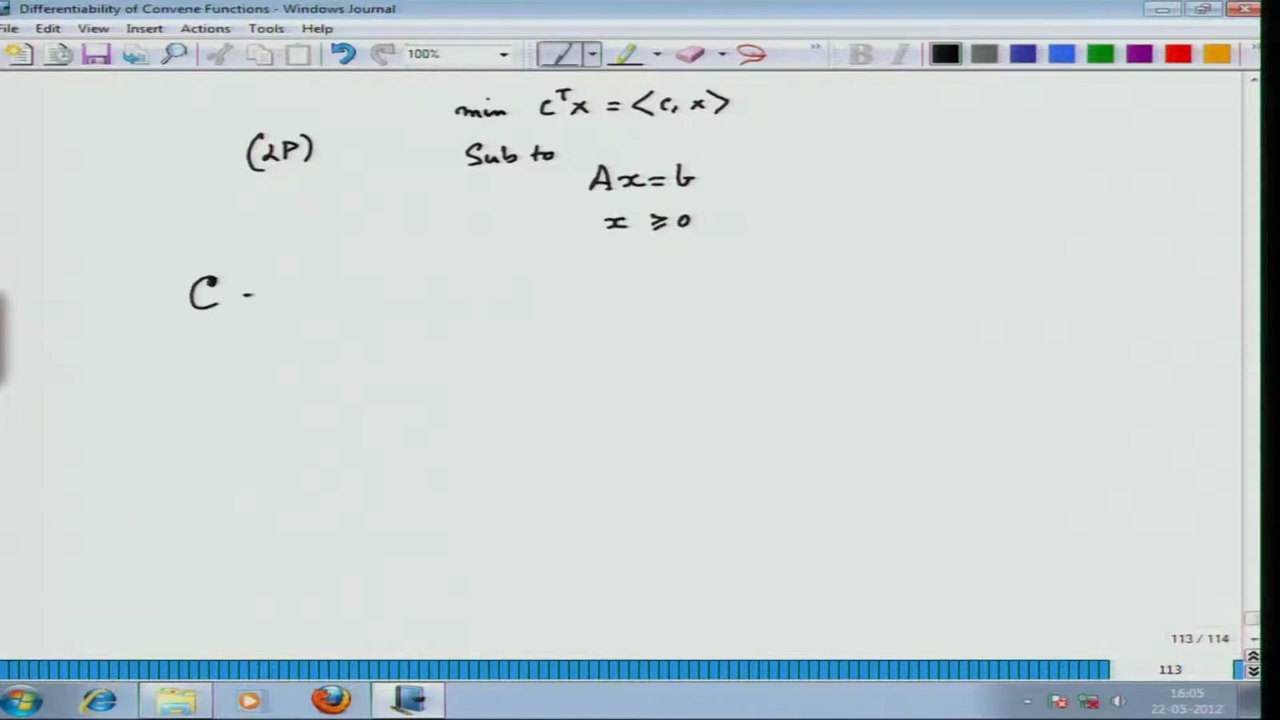 Differentiability of Convene Functions - Windows Journal
File Edit View Insert Actions Tools Help
100%
B I
min c^T x = <c, x>
(LP) Sub to
Ax = b
x ≥ 0
C -
113 / 114
113
16:05
22-05-2012